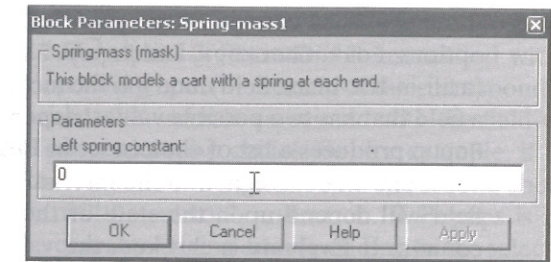 Block Parameters: Spring-mass1
Spring-mass (mask)
This block models a cart with a spring at each end.
Parameters
Left spring constant:
0
OK
Cancel
Help
Apply